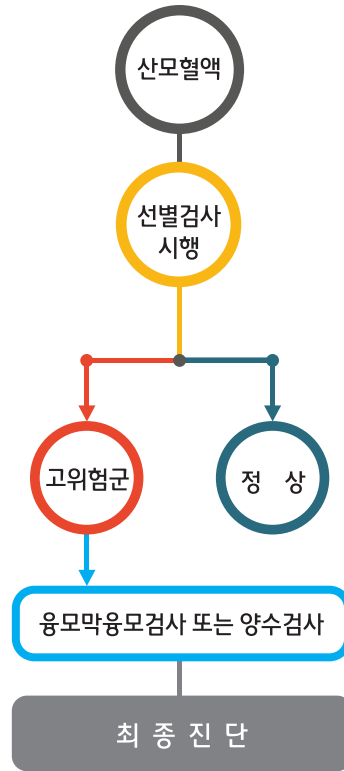 산모혈액
선별검사
시행
고위험군
정 상
융모막융모검사 또는 양수검사
최 종 진 단